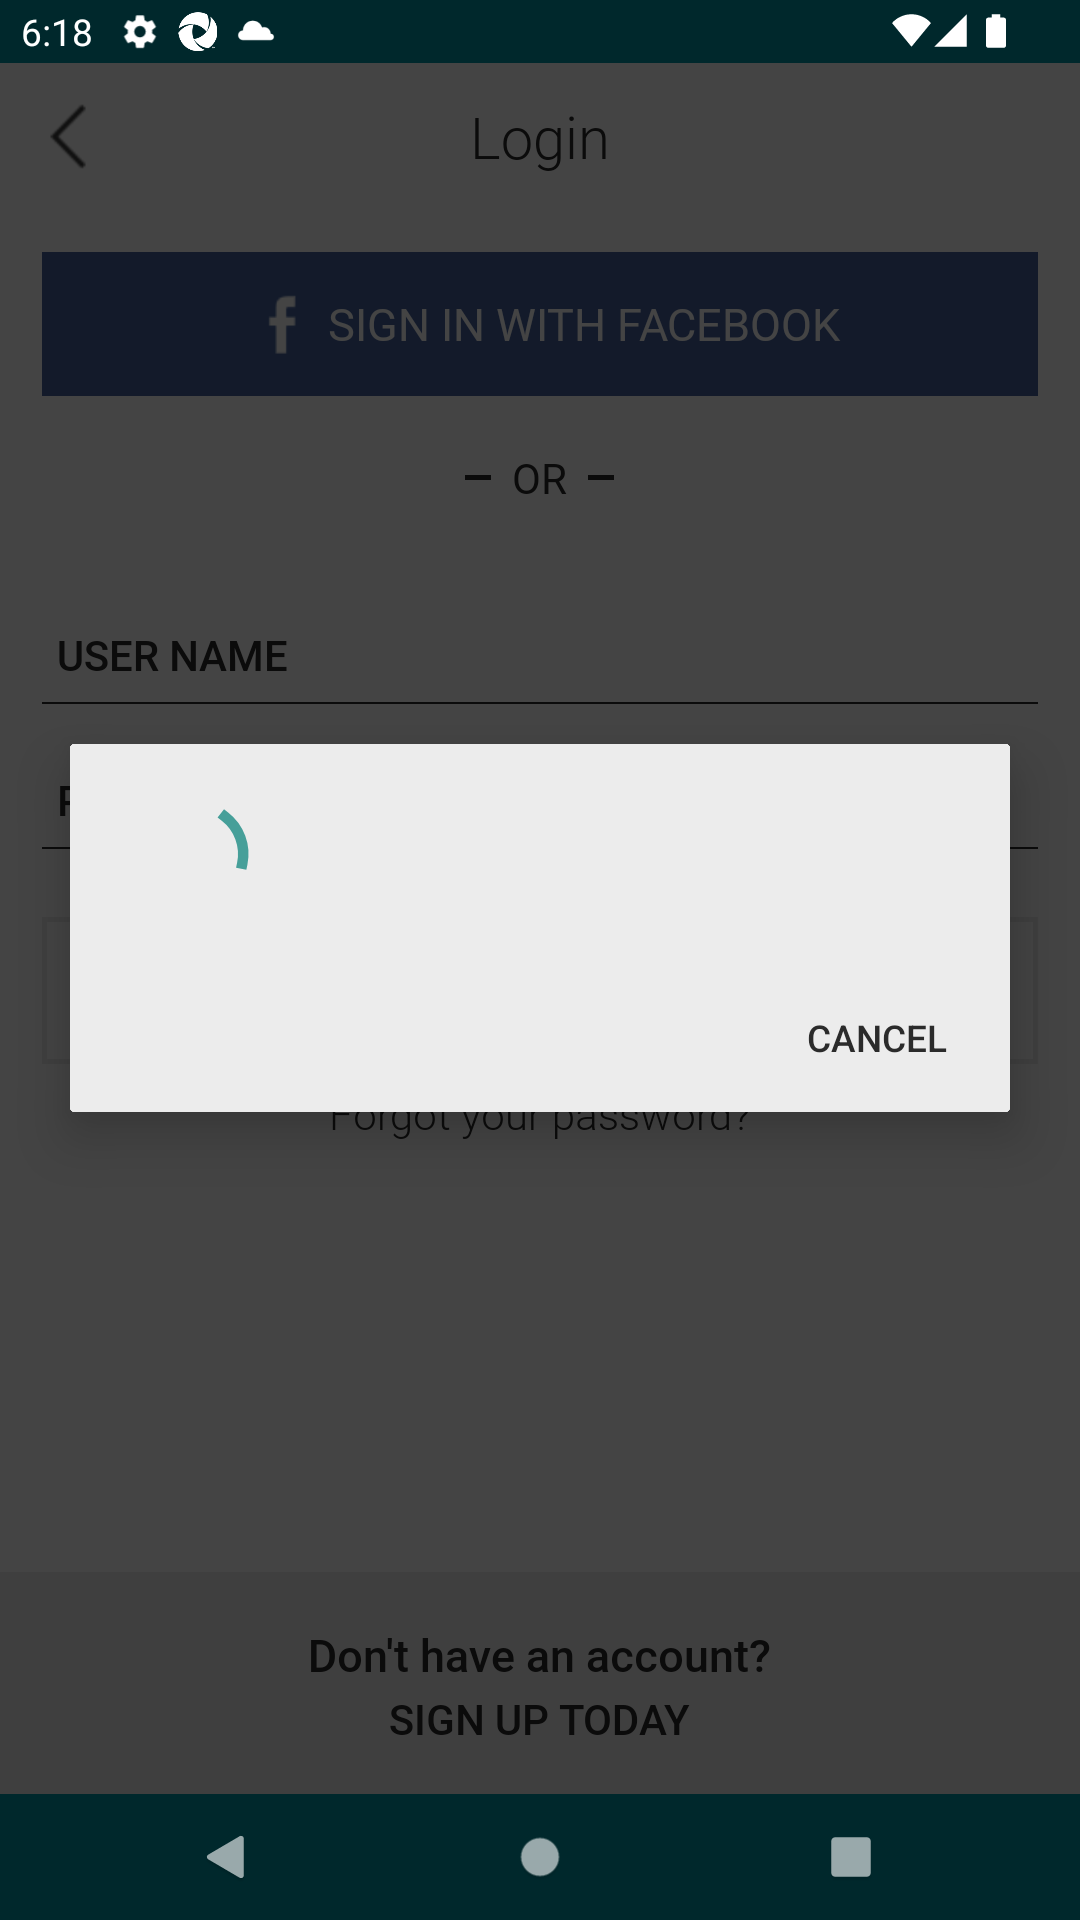 6:18
Login
SIGN IN WITH FACEBOOK
OR
USER NAME
CANCEL
Forgot your password?
Don't have an account?
SIGN UP TODAY